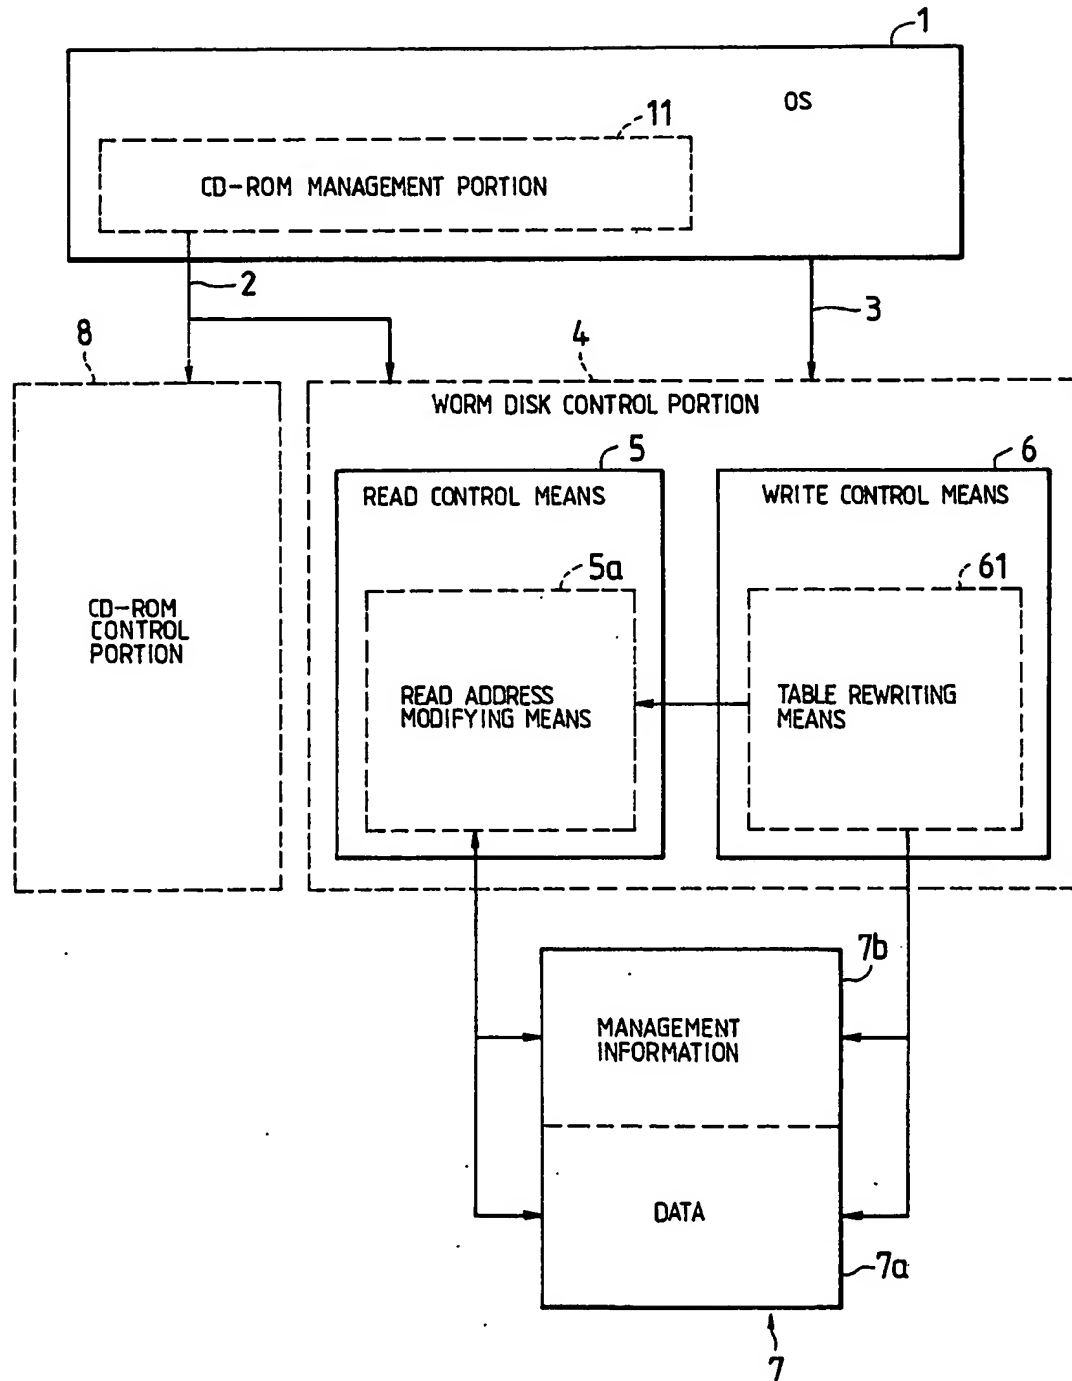 1
OS
11
CD-ROM MANAGEMENT PORTION
2
3
8
4
WORM DISK CONTROL PORTION
5
6
READ CONTROL MEANS
WRITE CONTROL MEANS
5a
61
CD-ROM
CONTROL
PORTION
READ ADDRESS
MODIFYING MEANS
TABLE REWRITING
MEANS
7b
MANAGEMENT
INFORMATION
DATA
7a
7